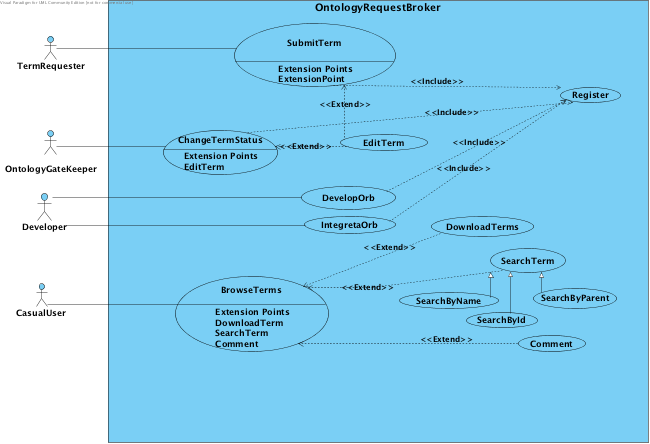 Visual Paradigm for UML Community Edition [not for commercial use]
OntologyRequestBroker
SubmitTerm
Extension Points
ExtensionPoint
TermRequester
<<Include>>
Register
<<Extend>>
<<Include>>
ChangeTermStatus
Extension Points
EditTerm
<<Extend>>
EditTerm
<<Include>>
OntologyGateKeeper
<<Include>>
DevelopOrb
Developer
IntegretaOrb
DownloadTerms
<<Extend>>
SearchTerm
BrowseTerms
Extension Points
DownloadTerm
SearchTerm
Comment
<<Extend>>
SearchByName
SearchByParent
SearchById
CasualUser
<<Extend>>
Comment